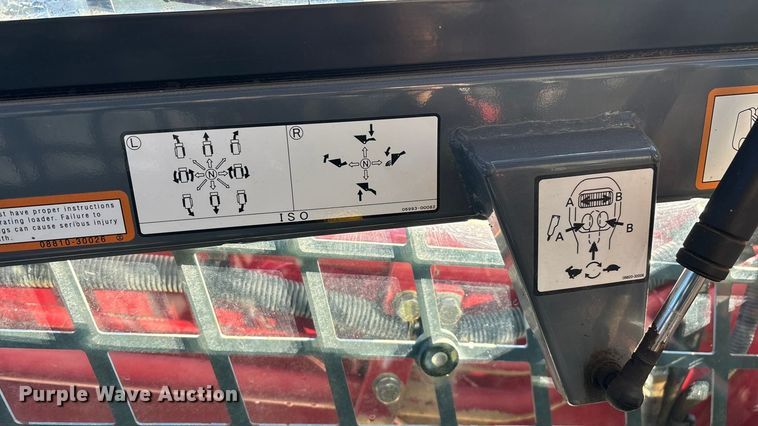 L
R
N
N
ISO
06993-00082
st have proper instructions
rating loader. Failure to
gs can cause serious injury
th.
08810-30026
A
B
A
B
Purple Wave Auction